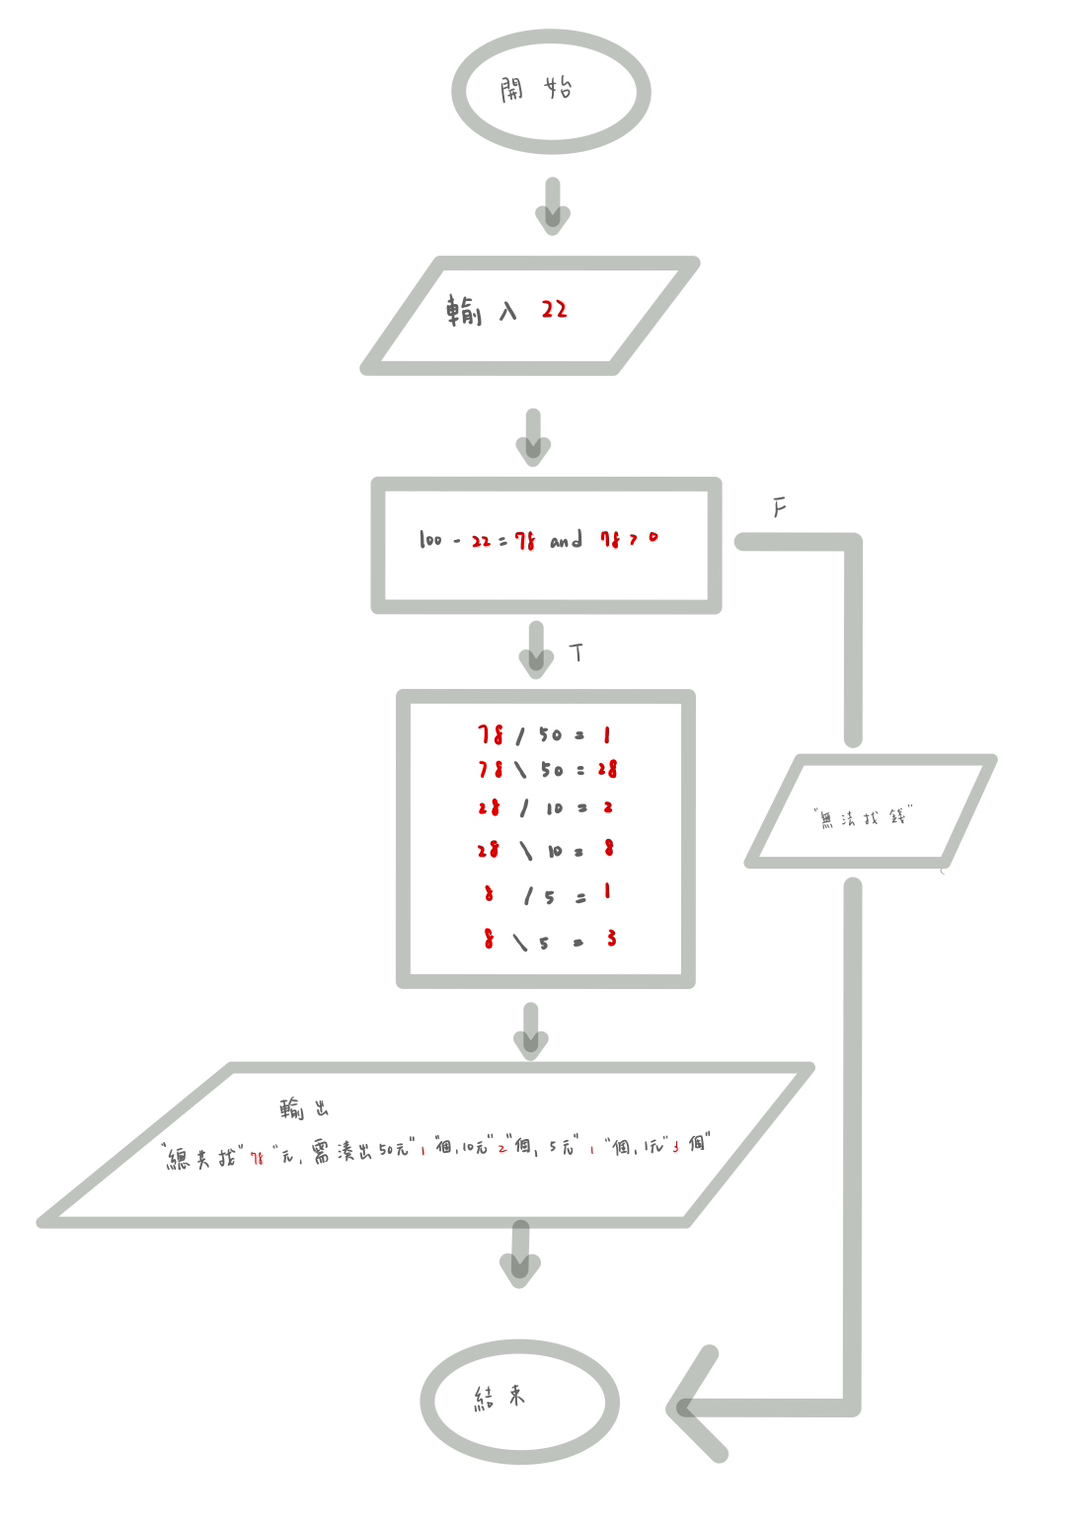 開始
輸入 22
100 - 22 = 78 and 78 > 0
F
T
78 / 50 = 1
78 \ 50 = 28
28 / 10 = 2
28 \ 10 = 8
8 / 5 = 1
8 \ 5 = 3
"無法找錢"
輸出
"總共找" 78 "元, 需湊出50元" 1 "個,10元" 2 "個, 5元" 1 "個, 1元" 3 個"
結束